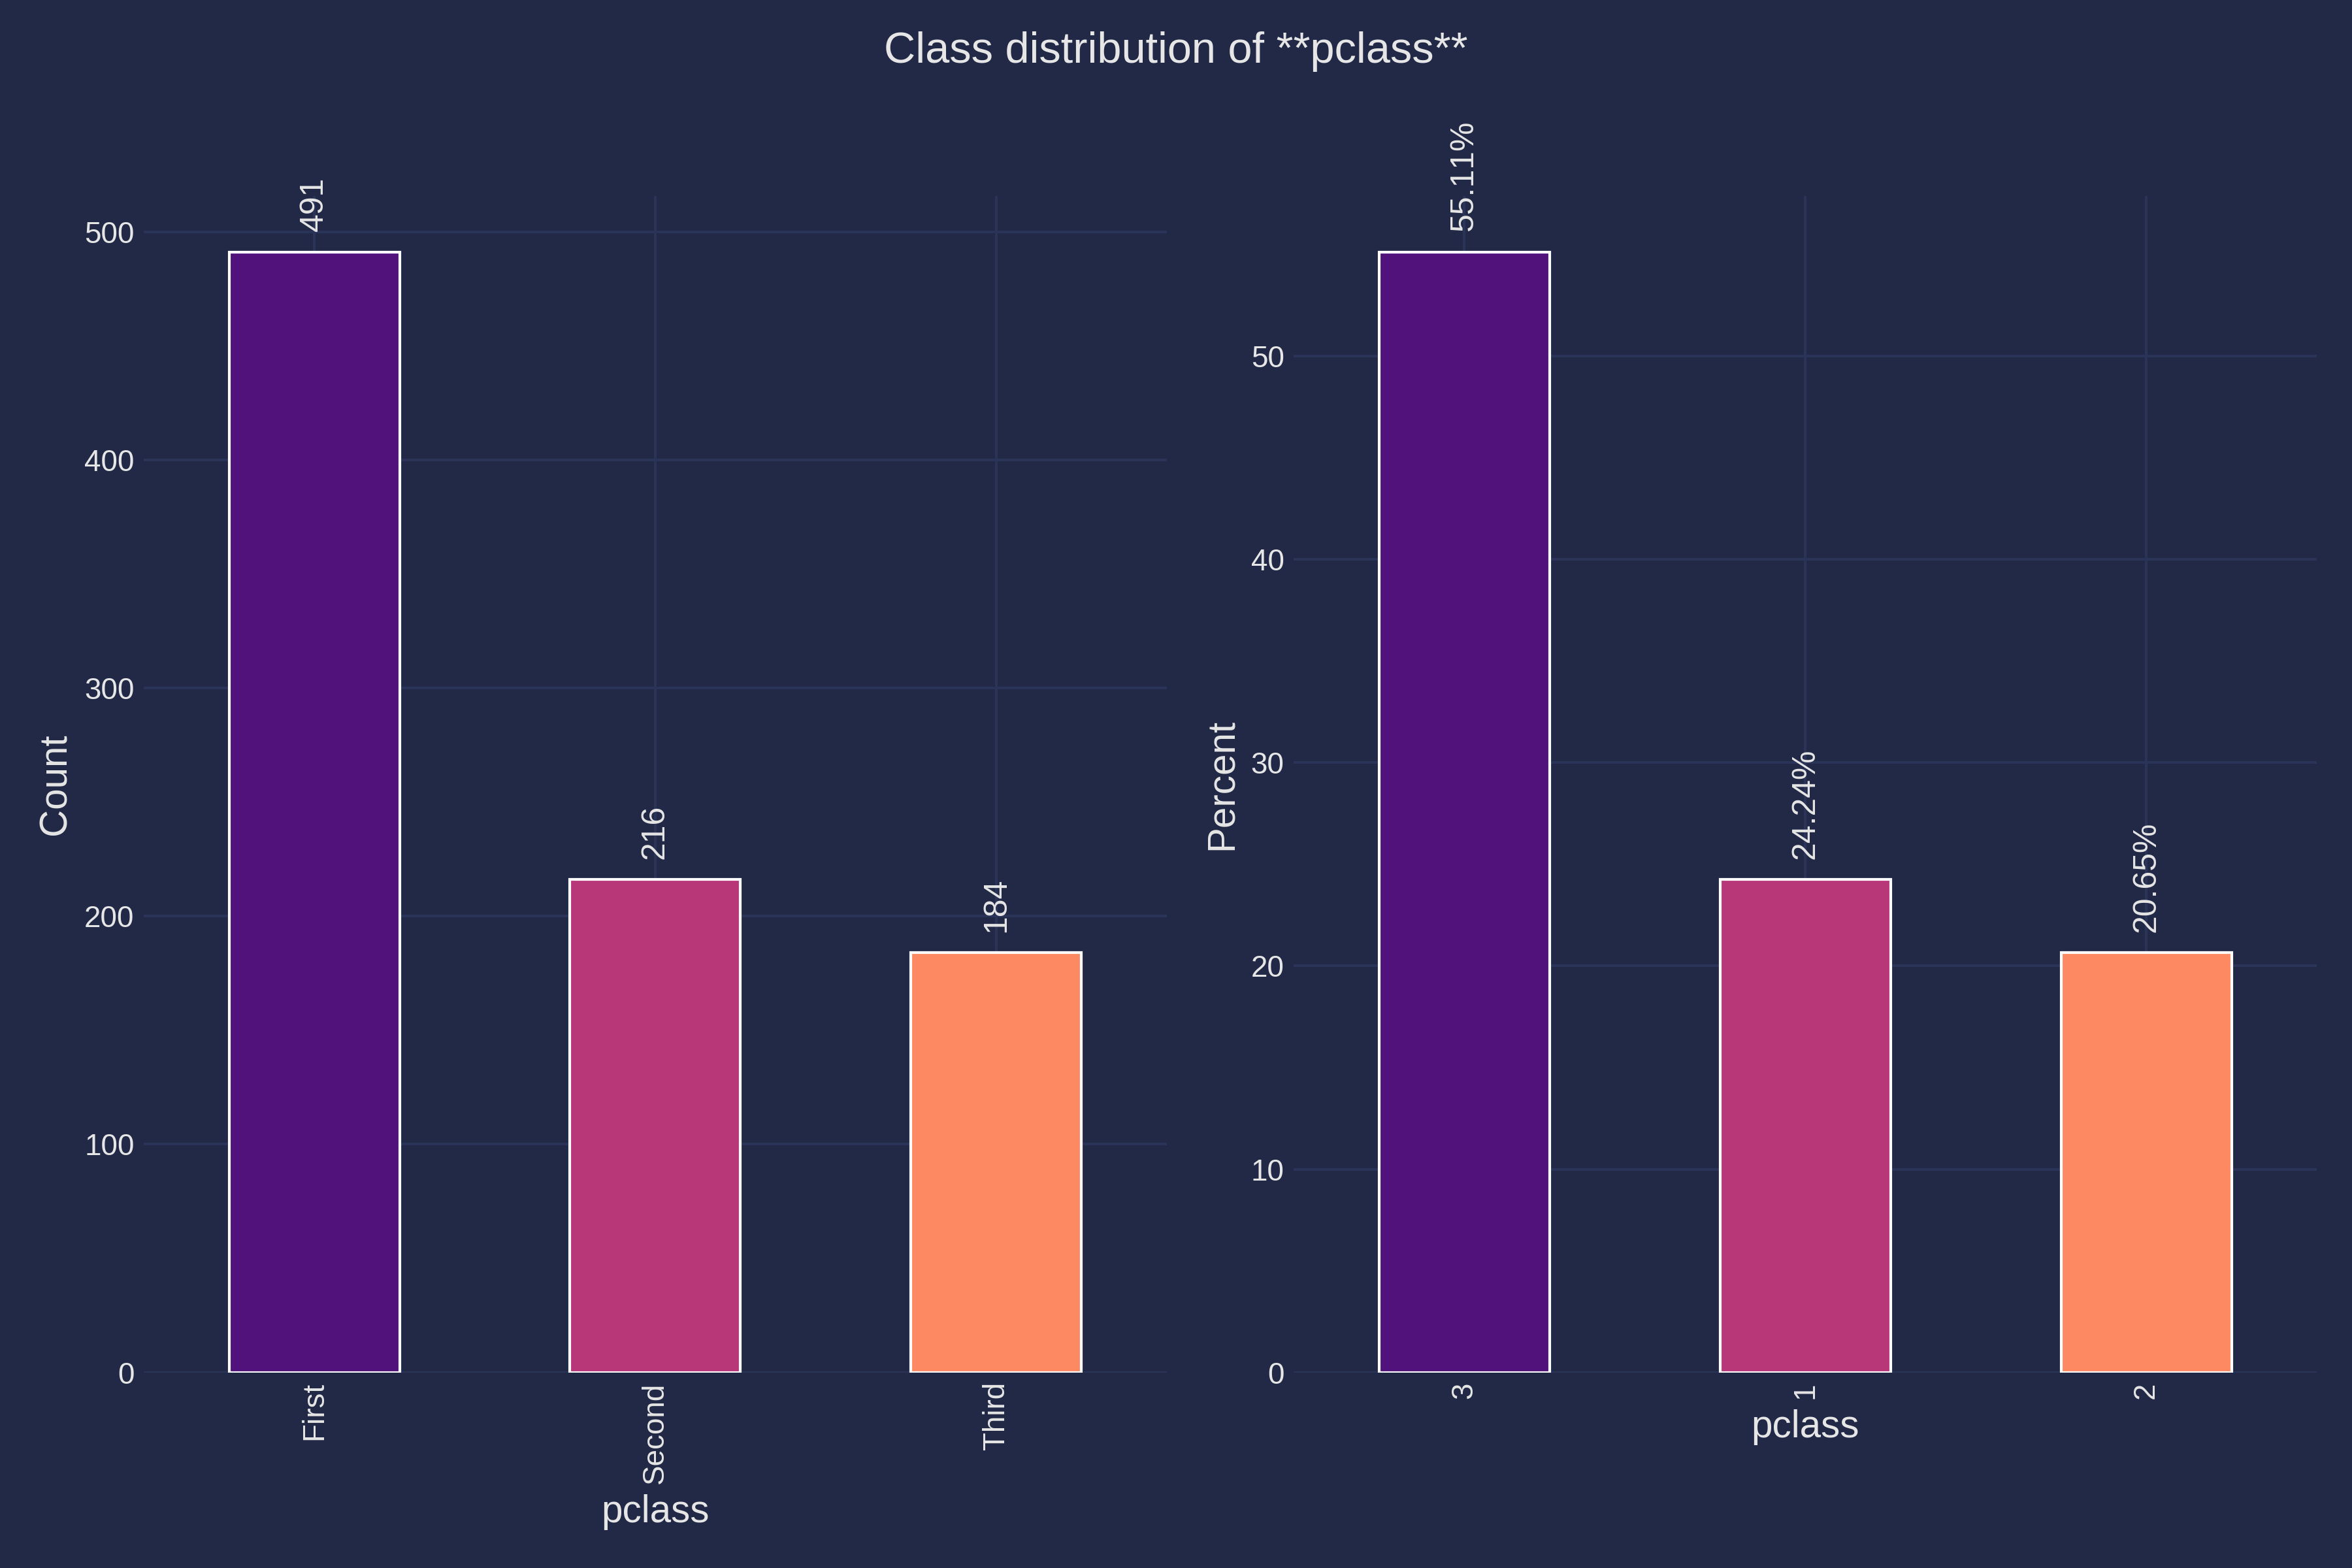 Class distribution of **pclass**
491
216
184
500
400
300
200
100
0
Count
First
Second
Third
pclass
55.11%
24.24%
20.65%
50
40
30
20
10
0
Percent
3
1
2
pclass